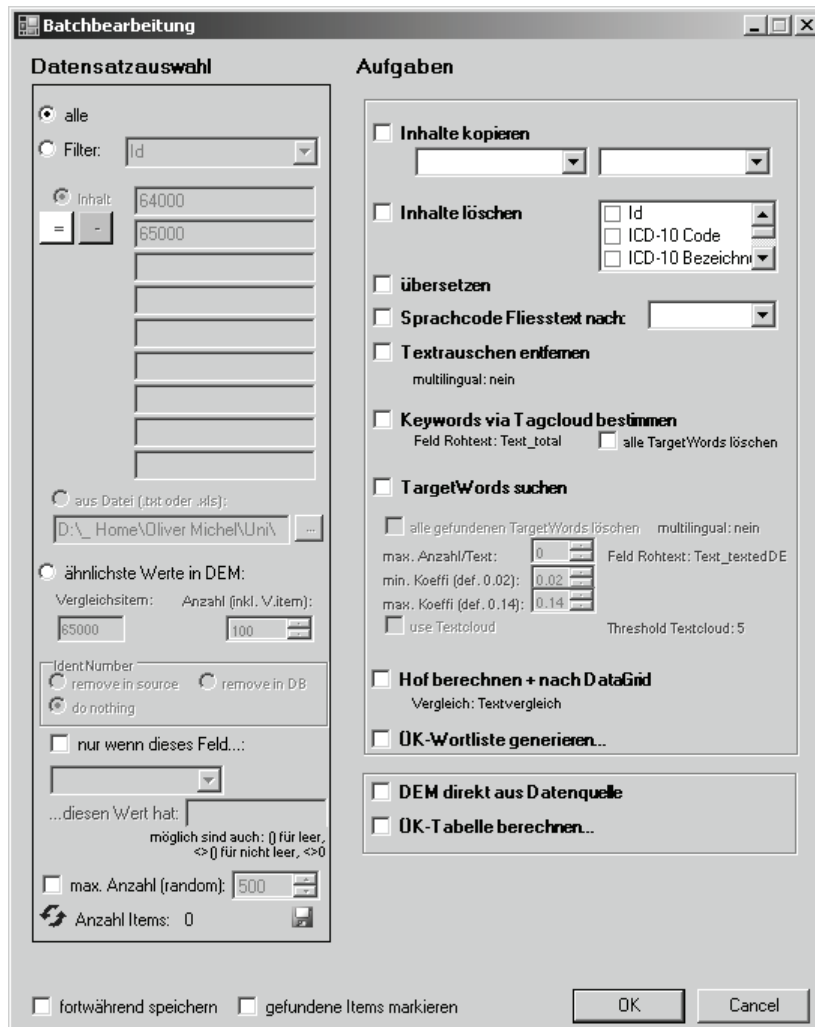 Batchbearbeitung
Datensatzauswahl
alle
Filter: Id
Inhalt 64000
= - 65000
aus Datei (.txt oder .xls):
D:\_ Home\Oliver Michel\Uni\ ...
ähnlichste Werte in DEM:
Vergleichsitem: Anzahl (inkl. V.item):
65000 100
IdentNumber
remove in source remove in DB
do nothing
nur wenn dieses Feld...:
...diesen Wert hat:
möglich sind auch: () für leer,
<>() für nicht leer, <>0
max. Anzahl (random): 500
Anzahl Items: 0
Aufgaben
Inhalte kopieren
Inhalte löschen
Id
ICD-10 Code
ICD-10 Bezeichnu
übersetzen
Sprachcode Fliesstext nach:
Textrauschen entfernen
multilingual: nein
Keywords via Tagcloud bestimmen
Feld Rohtext: Text_total alle TargetWords löschen
TargetWords suchen
alle gefundenen TargetWords löschen multilingual: nein
max. Anzahl/Text: 0 Feld Rohtext: Text_textedDE
min. Koeffi (def. 0.02): 0.02
max. Koeffi (def. 0.14): 0.14
use Textcloud Threshold Textcloud: 5
Hof berechnen + nach DataGrid
Vergleich: Textvergleich
ÜK-Wortliste generieren...
DEM direkt aus Datenquelle
ÜK-Tabelle berechnen...
fortwährend speichern gefundene Items markieren OK Cancel